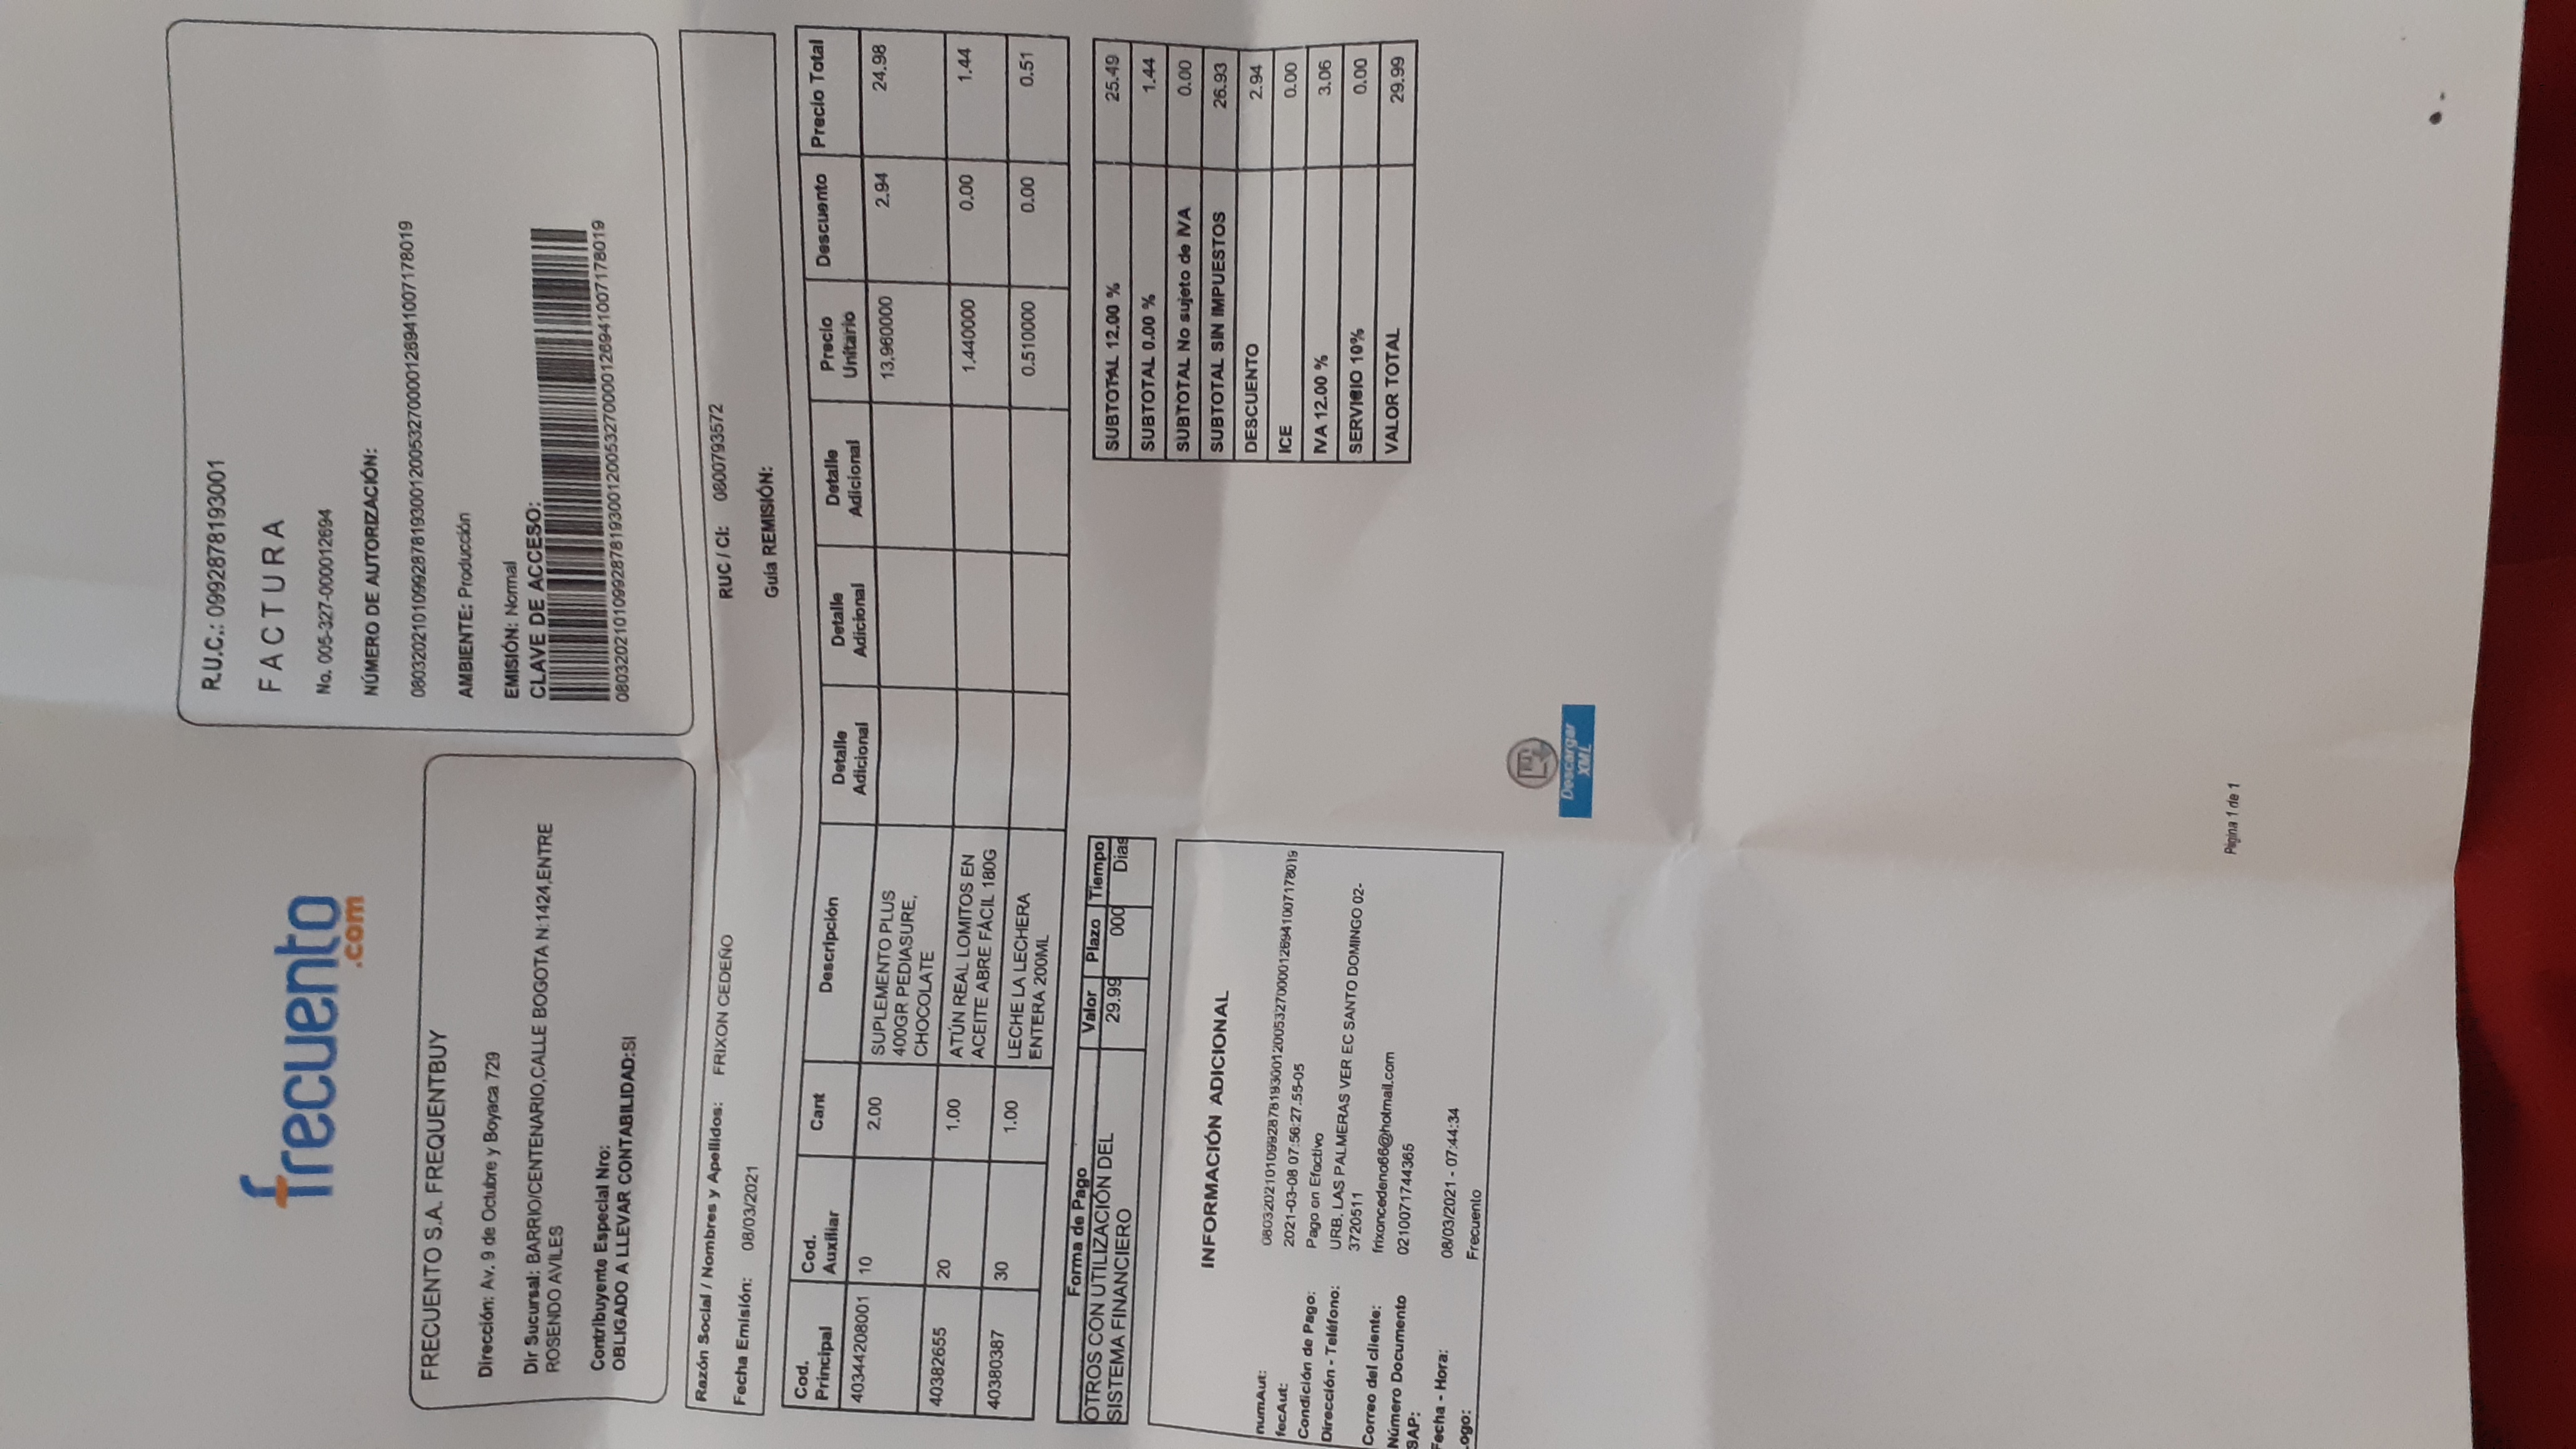 frecuento
.com
FRECUENTO S.A. FREQUENTBUY
Dirección: Av. 9 de Octubre y Boyaca 729
Dir Sucursal: BARRIO/CENTENARIO,CALLE BOGOTA N:1424,ENTRE
ROSENDO AVILES
Contribuyente Especial Nro:
OBLIGADO A LLEVAR CONTABILIDAD:SI
R.U.C.: 0992878193001
FACTURA
No. 005-327-000012694
NÚMERO DE AUTORIZACIÓN:
0803202101099287819300120053270000126941007178019
AMBIENTE: Producción
EMISIÓN: Normal
CLAVE DE ACCESO:
0803202101099287819300120053270000126941007178019
Razón Social / Nombres y Apellidos: FRIXON CEDEÑO RUC / CI: 0800793572
Fecha Emisión: 08/03/2021 Guía REMISIÓN:
Cod. Principal Cod. Auxiliar Cant Descripción Detalle Adicional Detalle Adicional Detalle Adicional Precio Unitario Descuento Precio Total
40344208001 10 2.00 SUPLEMENTO PLUS 13,960000 2.94 24.98
400GR PEDIASURE,
CHOCOLATE
40382655 20 1.00 ATÚN REAL LOMITOS EN 1.440000 0.00 1.44
ACEITE ABRE FÁCIL 180G
40380387 30 1.00 LECHE LA LECHERA 0.510000 0.00 0.51
ENTERA 200ML
Forma de Pago Valor Plazo Tiempo
OTROS CON UTILIZACIÓN DEL 29.99 000 Dias
SISTEMA FINANCIERO
SUBTOTAL 12.00 % 25.49
SUBTOTAL 0.00 % 1.44
SUBTOTAL No sujeto de IVA 0.00
SUBTOTAL SIN IMPUESTOS 26.93
DESCUENTO 2.94
ICE 0.00
IVA 12.00 % 3.06
SERVICIO 10% 0.00
VALOR TOTAL 29.99
INFORMACIÓN ADICIONAL
numAut: 0803202101099287819300120053270000126941007178019
fecAut: 2021-03-08 07:56:27.55-05
Condición de Pago: Pago en Efectivo
Dirección - Teléfono: URB. LAS PALMERAS VER EC SANTO DOMINGO 02-
3720511
Correo del cliente: frixoncedeno66@hotmail.com
Número Documento 0210071744365
SAP:
Fecha - Hora: 08/03/2021 - 07:44:34
Logo: Frecuento
Descargar
XML
Página 1 de 1